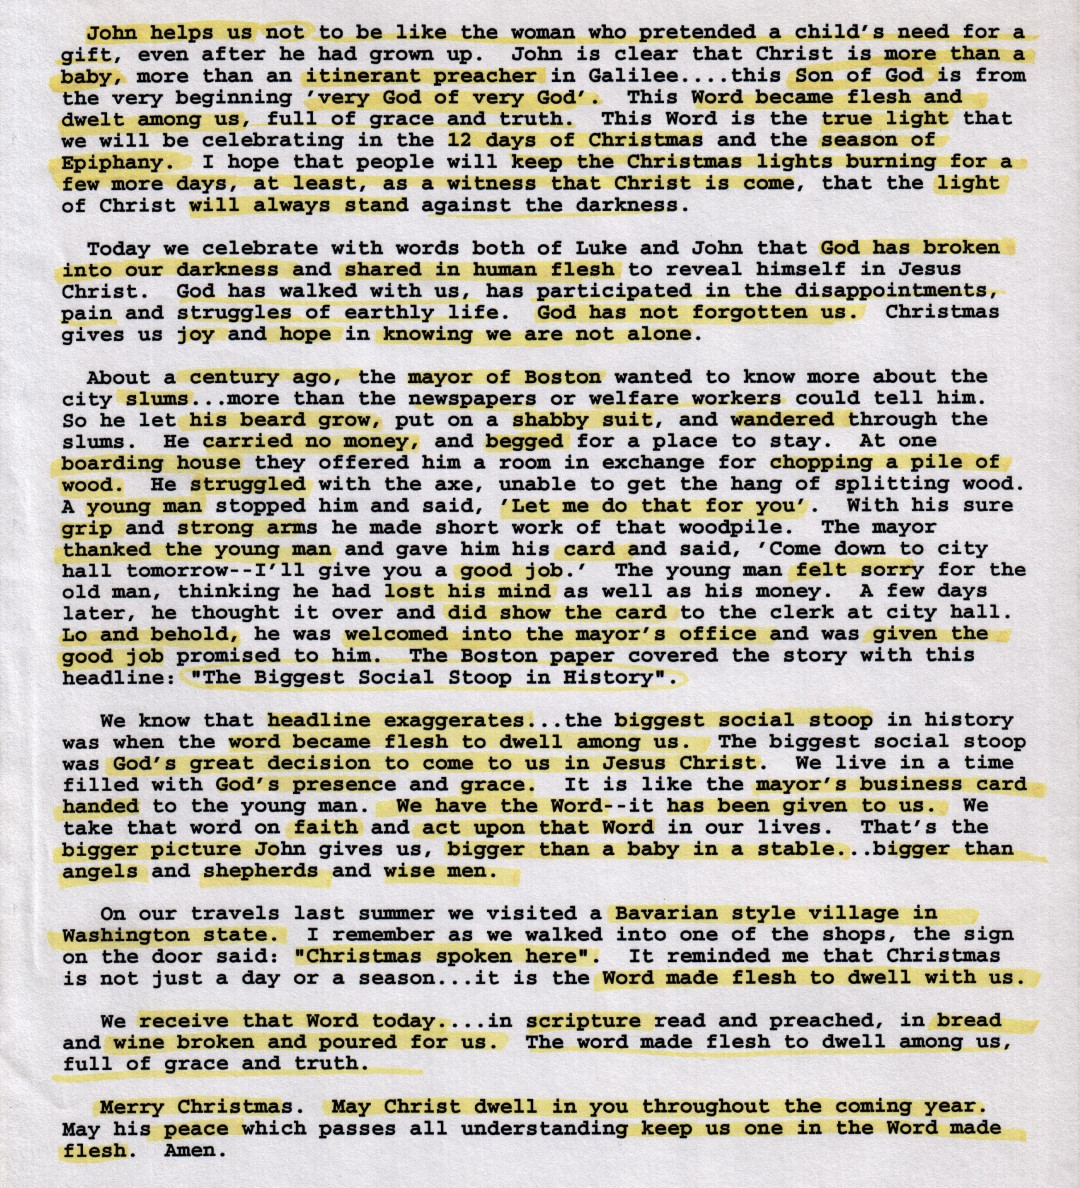 John helps us not to be like the woman who pretended a child's need for a
gift, even after he had grown up.  John is clear that Christ is more than a
baby, more than an itinerant preacher in Galilee....this Son of God is from
the very beginning 'very God of very God'.  This Word became flesh and
dwelt among us, full of grace and truth.  This Word is the true light that
we will be celebrating in the 12 days of Christmas and the season of
Epiphany.  I hope that people will keep the Christmas lights burning for a
few more days, at least, as a witness that Christ is come, that the light
of Christ will always stand against the darkness.
Today we celebrate with words both of Luke and John that God has broken
into our darkness and shared in human flesh to reveal himself in Jesus
Christ.  God has walked with us, has participated in the disappointments,
pain and struggles of earthly life.  God has not forgotten us.  Christmas
gives us joy and hope in knowing we are not alone.
About a century ago, the mayor of Boston wanted to know more about the
city slums...more than the newspapers or welfare workers could tell him.
So he let his beard grow, put on a shabby suit, and wandered through the
slums.  He carried no money, and begged for a place to stay.  At one
boarding house they offered him a room in exchange for chopping a pile of
wood.  He struggled with the axe, unable to get the hang of splitting wood.
A young man stopped him and said, 'Let me do that for you'.  With his sure
grip and strong arms he made short work of that woodpile.  The mayor
thanked the young man and gave him his card and said, 'Come down to city
hall tomorrow--I'll give you a good job.'  The young man felt sorry for the
old man, thinking he had lost his mind as well as his money.  A few days
later, he thought it over and did show the card to the clerk at city hall.
Lo and behold, he was welcomed into the mayor's office and was given the
good job promised to him.  The Boston paper covered the story with this
headline: "The Biggest Social Stoop in History".
We know that headline exaggerates...the biggest social stoop in history
was when the word became flesh to dwell among us.  The biggest social stoop
was God's great decision to come to us in Jesus Christ.  We live in a time
filled with God's presence and grace.  It is like the mayor's business card
handed to the young man.  We have the Word--it has been given to us.  We
take that word on faith and act upon that Word in our lives.  That's the
bigger picture John gives us, bigger than a baby in a stable...bigger than
angels and shepherds and wise men.
On our travels last summer we visited a Bavarian style village in
Washington state.  I remember as we walked into one of the shops, the sign
on the door said: "Christmas spoken here".  It reminded me that Christmas
is not just a day or a season...it is the Word made flesh to dwell with us.
We receive that Word today....in scripture read and preached, in bread
and wine broken and poured for us.  The word made flesh to dwell among us,
full of grace and truth.
Merry Christmas.  May Christ dwell in you throughout the coming year.
May his peace which passes all understanding keep us one in the Word made
flesh.  Amen.